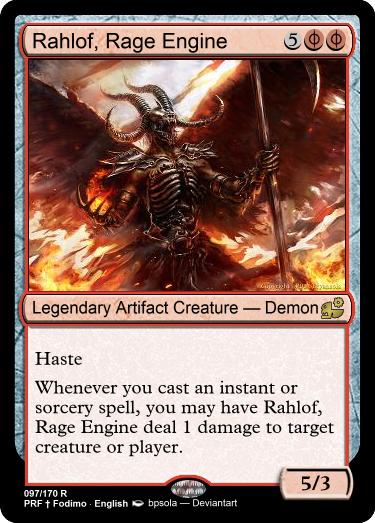 Rahlof, Rage Engine 5
Legendary Artifact Creature — Demon
Haste
Whenever you cast an instant or
sorcery spell, you may have Rahlof,
Rage Engine deal 1 damage to target
creature or player.
5/3
097/170 R
PRF † Fodimo · English bpsola — Deviantart